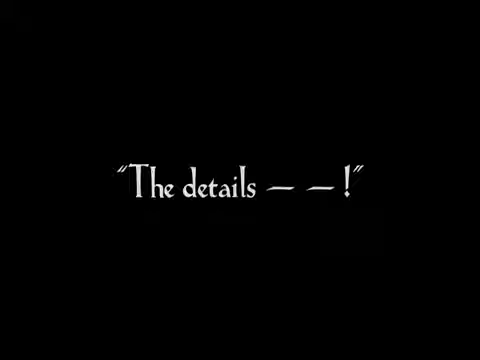 “The details — — !”